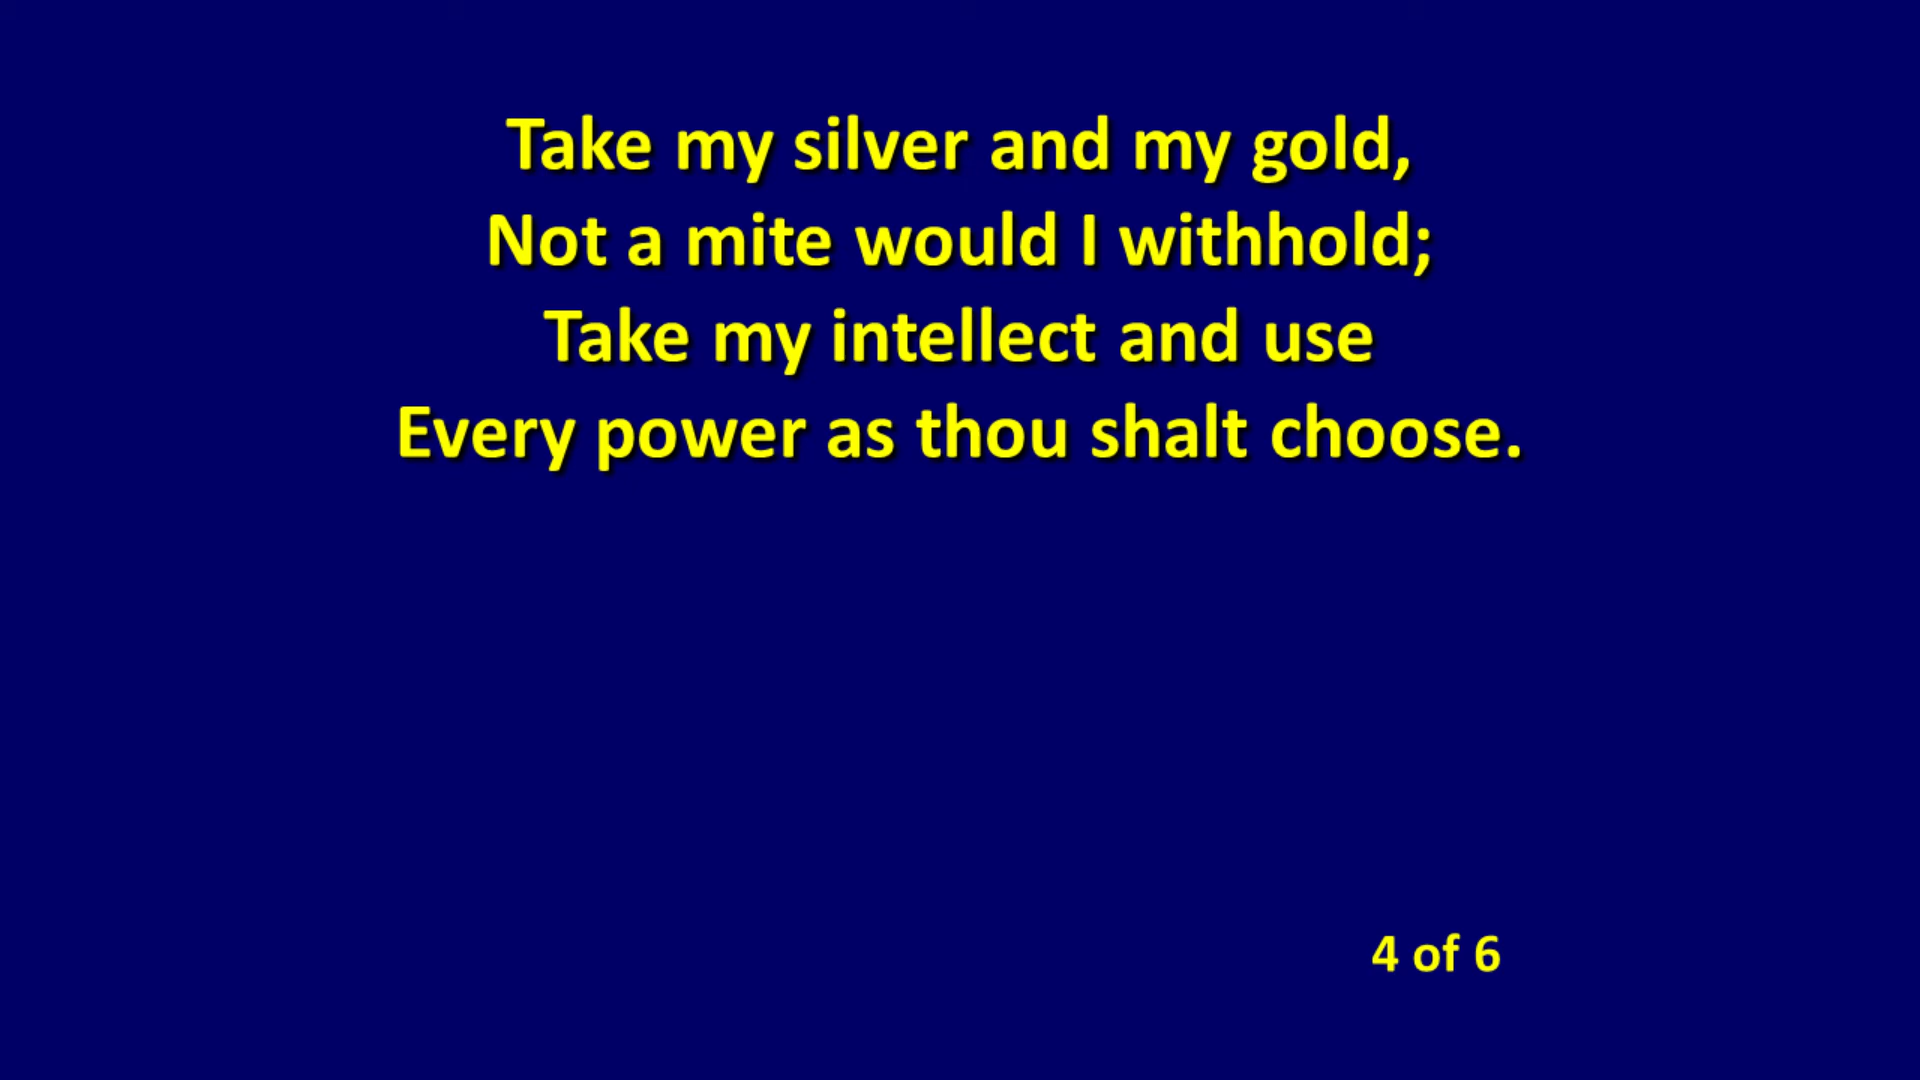 Take my silver and my gold,
Not a mite would I withhold;
Take my intellect and use
Every power as thou shalt choose.
4 of 6